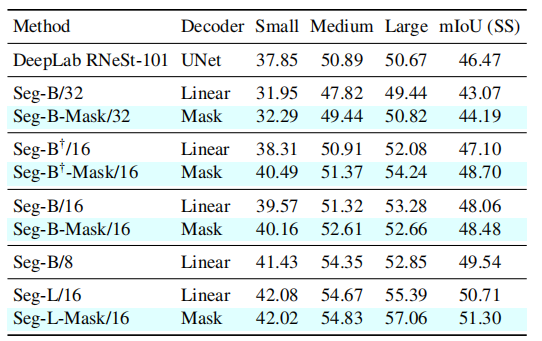 Method Decoder Small Medium Large mIoU (SS)
DeepLab RNeSt-101 UNet 37.85 50.89 50.67 46.47
Seg-B/32 Linear 31.95 47.82 49.44 43.07
Seg-B-Mask/32 Mask 32.29 49.44 50.82 44.19
Seg-B†/16 Linear 38.31 50.91 52.08 47.10
Seg-B†-Mask/16 Mask 40.49 51.37 54.24 48.70
Seg-B/16 Linear 39.57 51.32 53.28 48.06
Seg-B-Mask/16 Mask 40.16 52.61 52.66 48.48
Seg-B/8 Linear 41.43 54.35 52.85 49.54
Seg-L/16 Linear 42.08 54.67 55.39 50.71
Seg-L-Mask/16 Mask 42.02 54.83 57.06 51.30